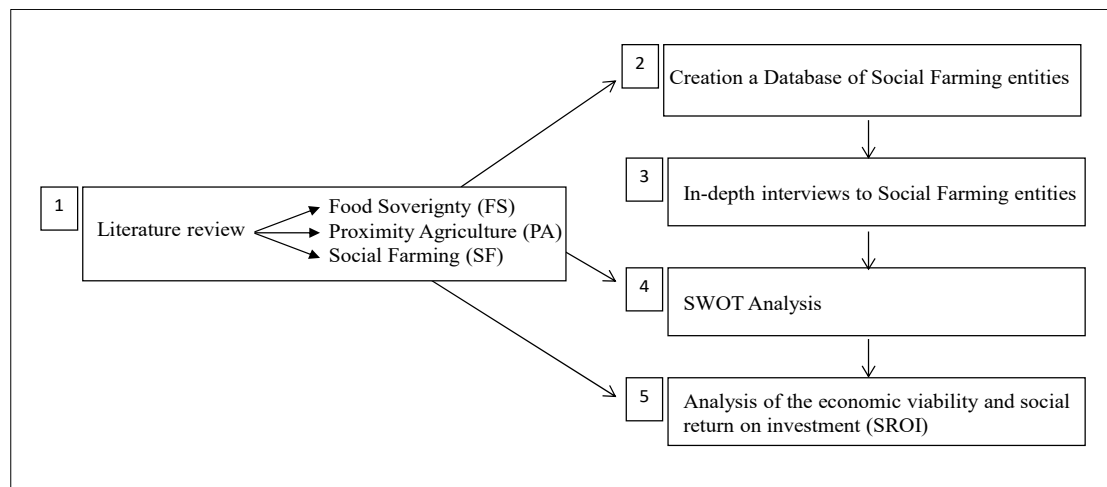 1
Literature review
Food Soverignty (FS)
Proximity Agriculture (PA)
Social Farming (SF)
2
Creation a Database of Social Farming entities
3
In-depth interviews to Social Farming entities
4
SWOT Analysis
5
Analysis of the economic viability and social
return on investment (SROI)